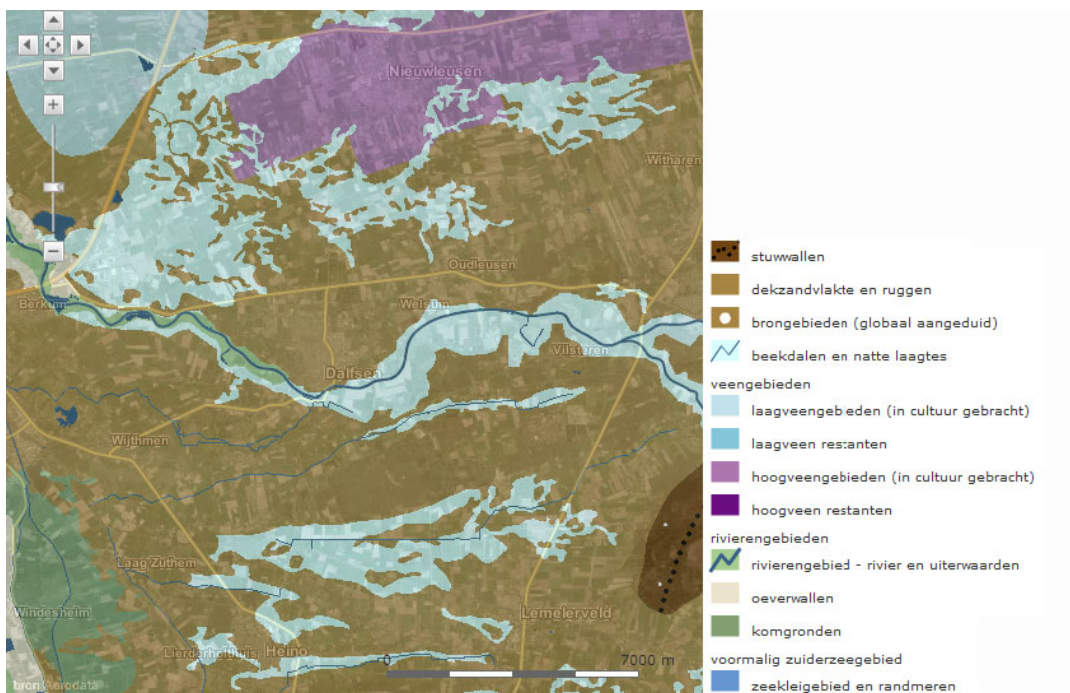 Nieuwleusen
Witharen
Oudleusen
Berkum
Welsum
Vilsteren
Dalfsen
Wijthmen
Laag Zuthem
Windesheim
Lemelerveld
Lierderholthuis
Heino
0 7000 m
bron Aerodata
stuwwallen
dekzandvlakte en ruggen
brongebieden (globaal aangeduid)
beekdalen en natte laagtes
veengebieden
laagveengebieden (in cultuur gebracht)
laagveen restanten
hoogveengebieden (in cultuur gebracht)
hoogveen restanten
rivierengebieden
rivierengebied - rivier en uiterwaarden
oeverwallen
komgronden
voormalig zuiderzeegebied
zeekleigebied en randmeren